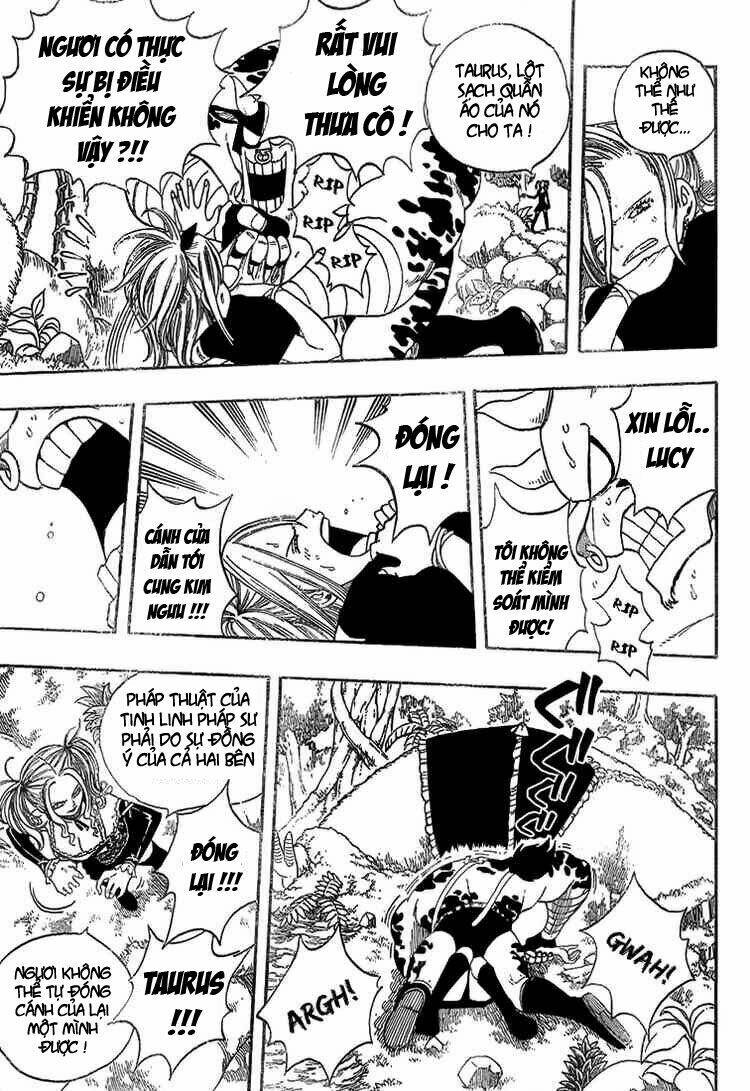 KHÔNG
THỂ NHƯ
THẾ
ĐƯỢC...
TAURUS, LỘT
SẠCH QUẦN
ÁO CỦA NÓ
CHO TA !
RẤT VUI
LÒNG
THƯA CÔ !
NGƯƠI CÓ THỰC
SỰ BỊ ĐIỀU
KHIỂN KHÔNG
VẬY ?!!
RIP
RIP
RIP
XIN LỖI..
LUCY
TÔI KHÔNG
THỂ KIỂM
SOÁT MÌNH
ĐƯỢC!
RIP
RIP
ĐÓNG
LẠI !
CÁNH CỬA
DẪN TỚI
CUNG KIM
NGƯU !!!
GWAH!
ARGH!
PHÁP THUẬT CỦA
TINH LINH PHÁP SƯ
PHẢI DO SỰ ĐỒNG
Ý CỦA CẢ HAI BÊN
ĐÓNG
LẠI !!!
TAURUS
!!!
NGƯƠI KHÔNG
THỂ TỰ ĐÓNG
CÁNH CỦA LẠI
MỘT MÌNH
ĐƯỢC !